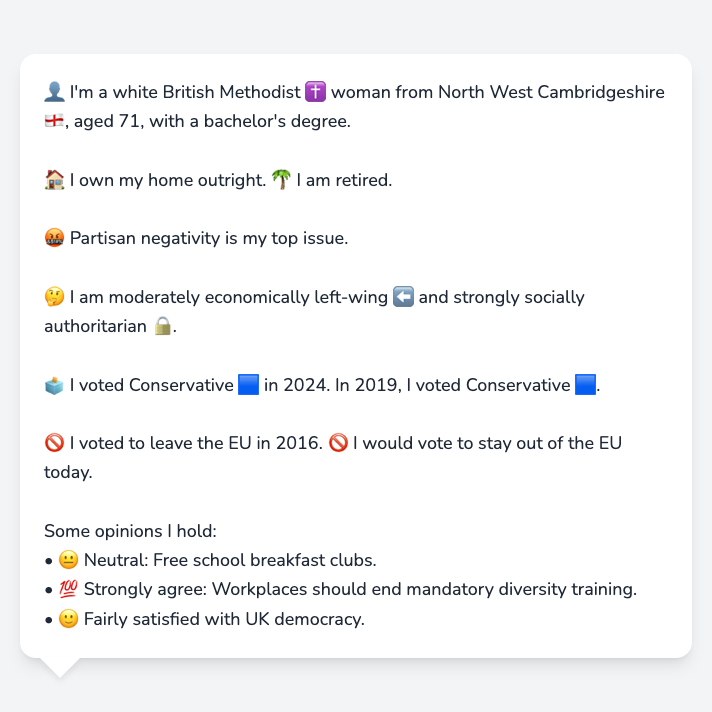 👤 I'm a white British Methodist ✝️ woman from North West Cambridgeshire
🏴󠁧󠁢󠁥󠁮󠁧󠁿, aged 71, with a bachelor's degree.
🏠 I own my home outright. 🌴 I am retired.
🤬 Partisan negativity is my top issue.
🤔 I am moderately economically left-wing ⬅️ and strongly socially
authoritarian 🔒.
🗳️ I voted Conservative 🟦 in 2024. In 2019, I voted Conservative 🟦.
🚫 I voted to leave the EU in 2016. 🚫 I would vote to stay out of the EU
today.
Some opinions I hold:
• 😐 Neutral: Free school breakfast clubs.
• 💯 Strongly agree: Workplaces should end mandatory diversity training.
• 🙂 Fairly satisfied with UK democracy.